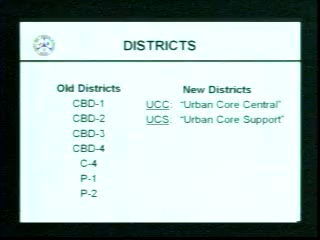 DISTRICTS
Old Districts
CBD-1
CBD-2
CBD-3
CBD-4
C-4
P-1
P-2
New Districts
UCC: “Urban Core Central”
UCS: “Urban Core Support”